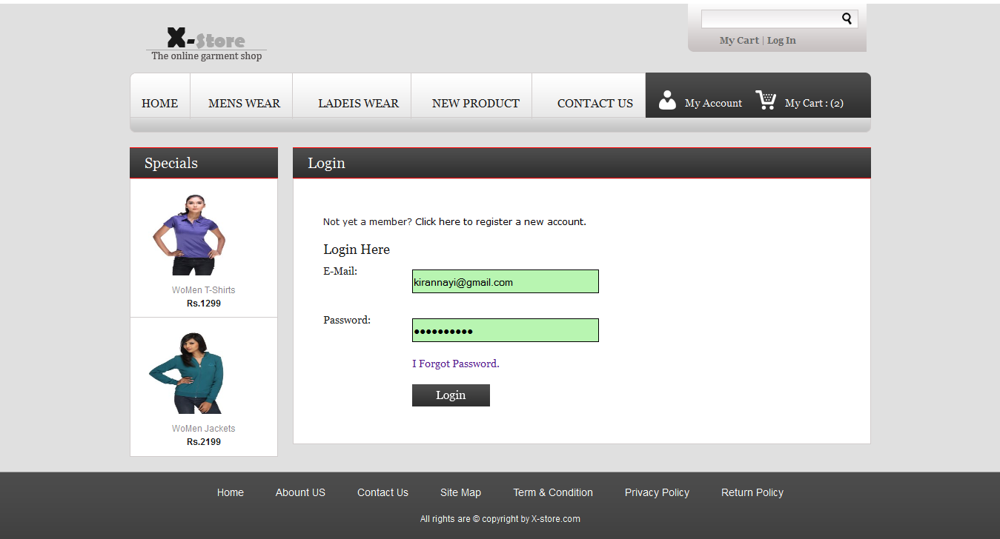 X-Store
The online garment shop
My Cart | Log In
HOME MENS WEAR LADEIS WEAR NEW PRODUCT CONTACT US My Account My Cart : (2)
Specials
WoMen T-Shirts
Rs.1299
WoMen Jackets
Rs.2199
Login
Not yet a member? Click here to register a new account.
Login Here
E-Mail: kirannayi@gmail.com
Password: ••••••••••
I Forgot Password.
Login
Home Abount US Contact Us Site Map Term & Condition Privacy Policy Return Policy
All rights are © copyright by X-store.com